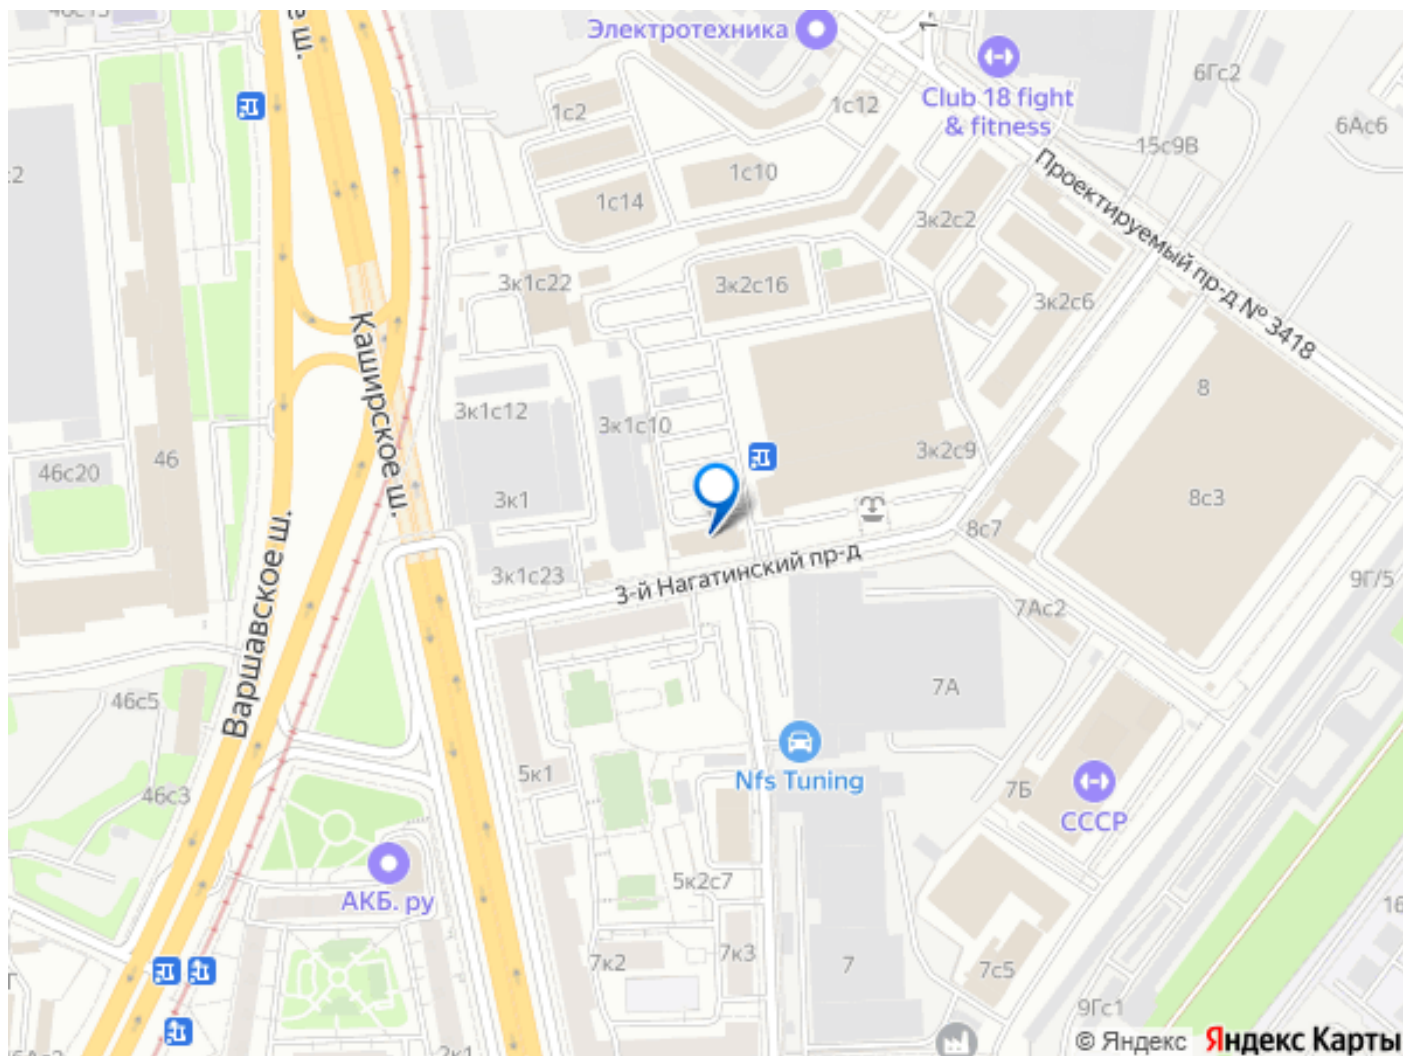 Электротехника
1с2
1с12
Club 18 fight
& fitness
6Гс2
6Ас6
15с9В
1с10
1с14
3к2с2
Проектируемый пр-д № 3418
3к1с22
3к2с16
3к2с6
Каширское ш.
8
3к1с12
3к1с10
3к2с9
46с20
46
3к1
8с3
8с7
Варшавское ш.
3к1с23
3-й Нагатинский пр-д
9Г/5
7Ас2
46с5
7А
5к1
Nfs Tuning
46с3
7Б
СССР
АКБ. ру
5к2с7
7к2
7к3
7
7с5
9Гс1
© Яндекс
Яндекс Карты